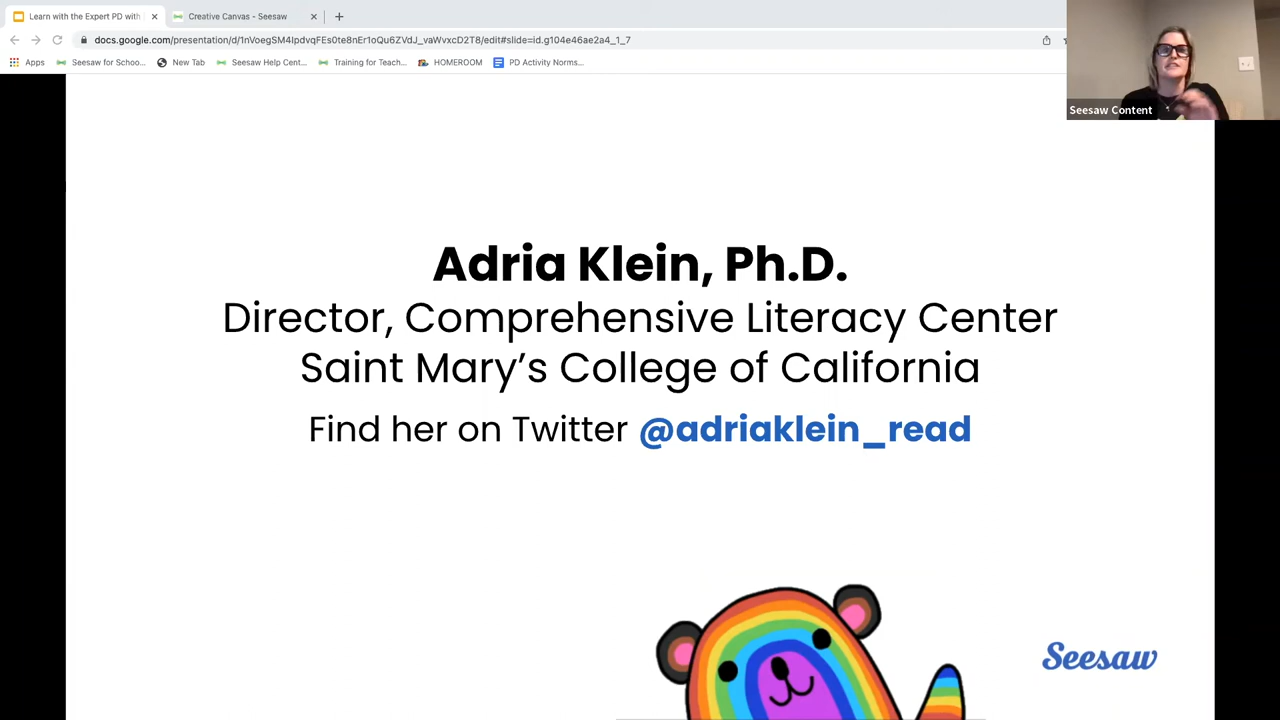 Learn with the Expert PD with
Creative Canvas - Seesaw
docs.google.com/presentation/d/1nVoegSM4IpdvqFEs0te8nEr1oQu6ZVdJ_vaWvxcD2T8/edit#slide=id.g104e46ae2a4_1_7
Apps
Seesaw for Schoo...
New Tab
Seesaw Help Cent...
Training for Teach...
HOMEROOM
PD Activity Norms...
Seesaw Content
Adria Klein, Ph.D.
Director, Comprehensive Literacy Center
Saint Mary’s College of California
Find her on Twitter @adriaklein_read
Seesaw